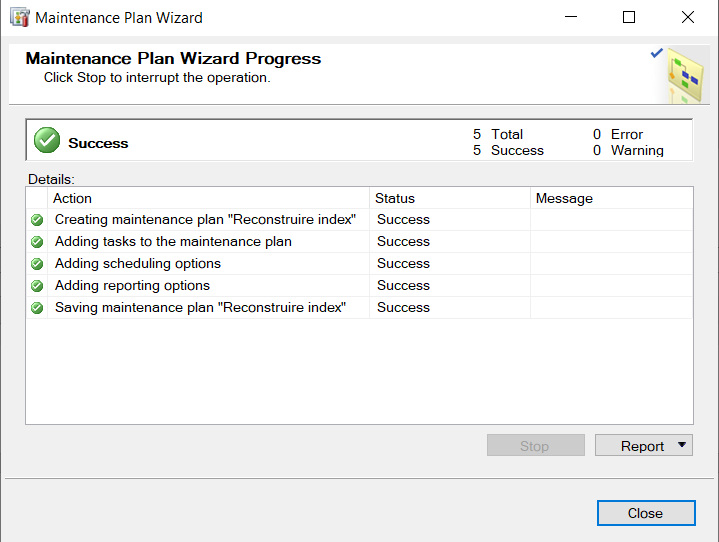 Maintenance Plan Wizard
Maintenance Plan Wizard Progress
Click Stop to interrupt the operation.
Success
5 Total 0 Error
5 Success 0 Warning
Details:
Action Status Message
Creating maintenance plan "Reconstruire index" Success
Adding tasks to the maintenance plan Success
Adding scheduling options Success
Adding reporting options Success
Saving maintenance plan "Reconstruire index" Success
Stop Report
Close